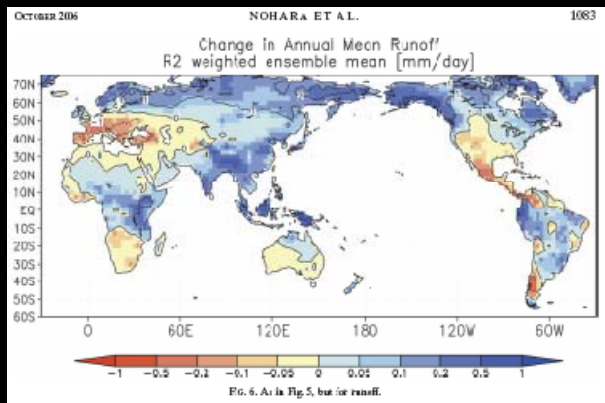 OCTOBER 2006 NOHARA ET AL. 1083
Change in Annual Mean Runoff
R2 weighted ensemble mean [mm/day]
70N
60N
50N
40N
30N
20N
10N
EQ
10S
20S
30S
40S
50S
60S
0 60E 120E 180 120W 60W
-1 -0.5 -0.2 -0.1 -0.05 0 0.05 0.1 0.2 0.5 1
FIG. 6. As in Fig. 5, but for runoff.